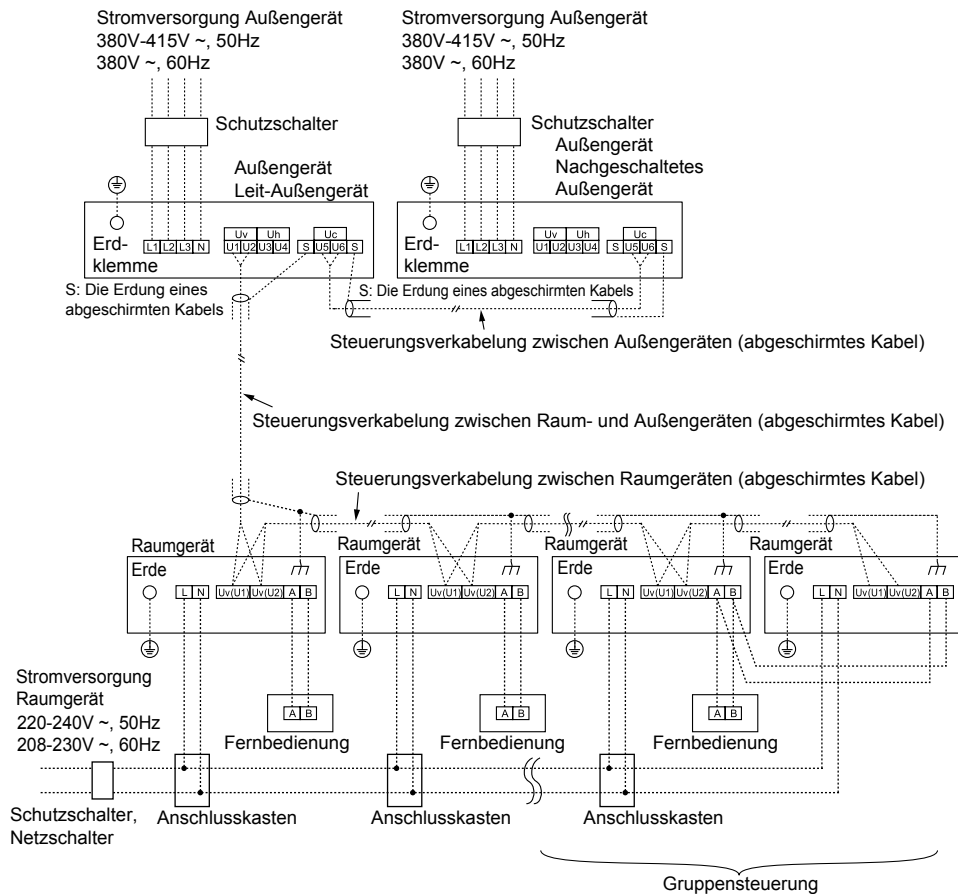 Stromversorgung Außengerät
380V-415V ~, 50Hz
380V ~, 60Hz
Stromversorgung Außengerät
380V-415V ~, 50Hz
380V ~, 60Hz
Schutzschalter
Schutzschalter
Außengerät
Leit-Außengerät
Außengerät
Nachgeschaltetes
Außengerät
Erd-
klemme
L1 L2 L3 N
Uv Uh
U1 U2 U3 U4
Uc
S U5 U6 S
Erd-
klemme
L1 L2 L3 N
Uv Uh
U1 U2 U3 U4
Uc
S U5 U6 S
S: Die Erdung eines
abgeschirmten Kabels
S: Die Erdung eines abgeschirmten Kabels
Steuerungsverkabelung zwischen Außengeräten (abgeschirmtes Kabel)
Steuerungsverkabelung zwischen Raum- und Außengeräten (abgeschirmtes Kabel)
Steuerungsverkabelung zwischen Raumgeräten (abgeschirmtes Kabel)
Raumgerät
Raumgerät
Raumgerät
Raumgerät
Erde
Erde
Erde
Erde
L N Uv(U1) Uv(U2) A B
L N Uv(U1) Uv(U2) A B
L N Uv(U1) Uv(U2) A B
L N Uv(U1) Uv(U2) A B
Stromversorgung
Raumgerät
220-240V ~, 50Hz
208-230V ~, 60Hz
A B
A B
A B
Fernbedienung
Fernbedienung
Fernbedienung
Schutzschalter,
Netzschalter
Anschlusskasten
Anschlusskasten
Anschlusskasten
Gruppensteuerung